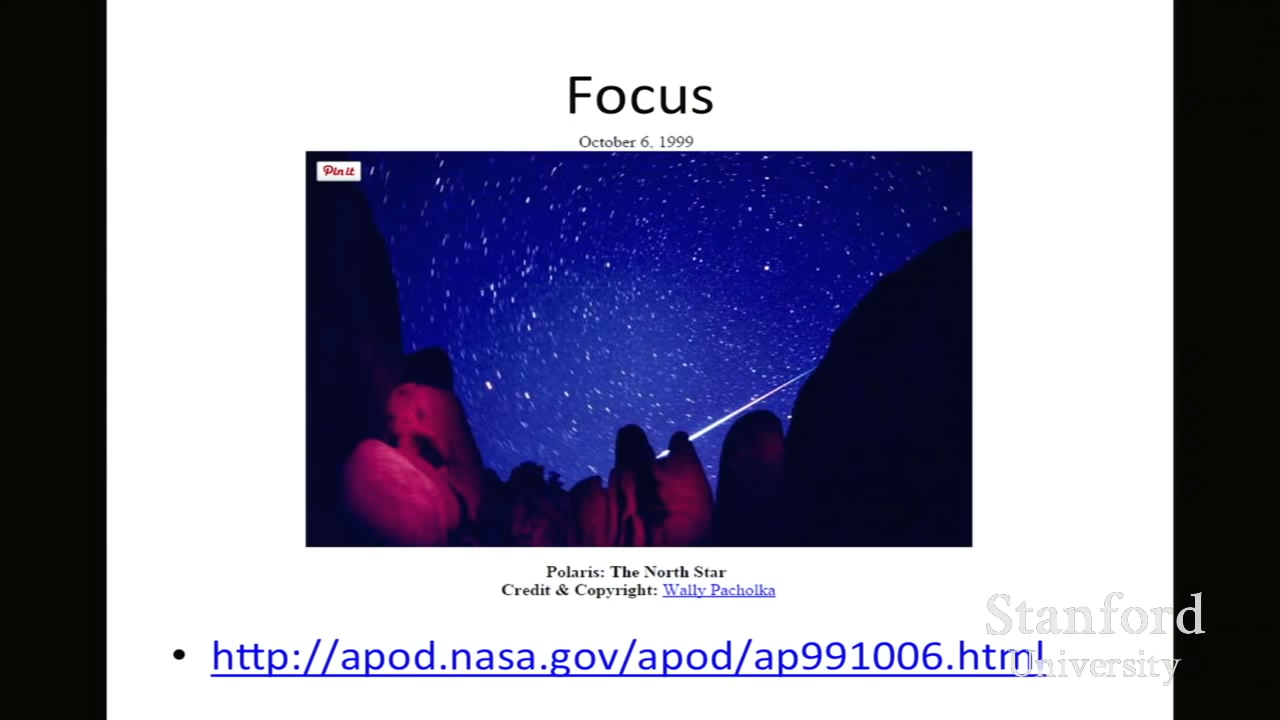 Focus
October 6, 1999
Pin it
Polaris: The North Star
Credit & Copyright: Wally Pacholka
• http://apod.nasa.gov/apod/ap991006.html
Stanford
University